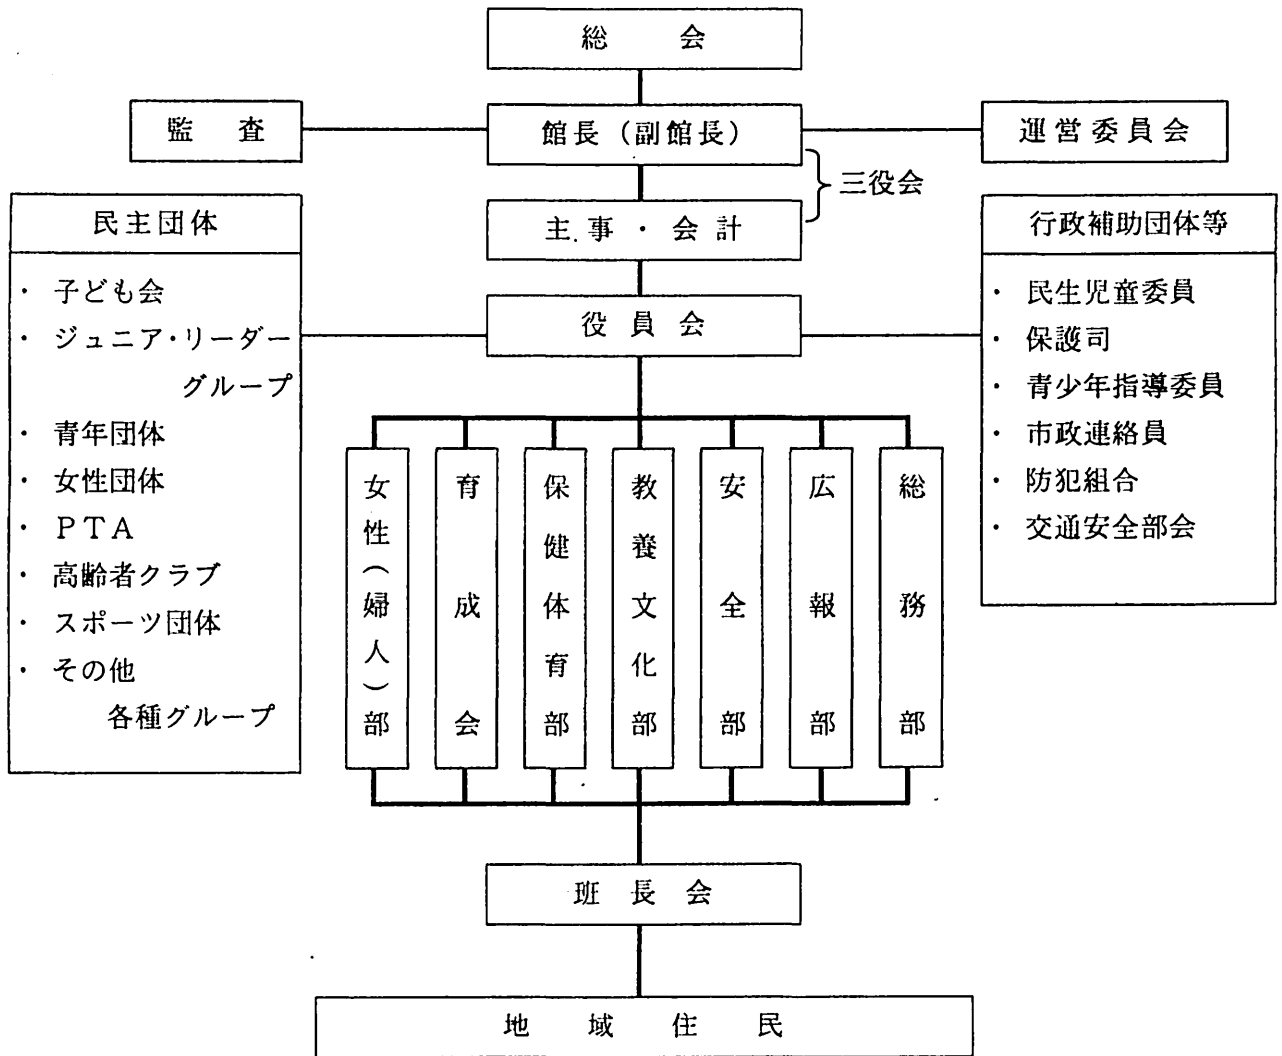 総会
監査
館長（副館長）
運営委員会
三役会
主事・会計
役員会
民主団体
・ 子ども会
・ ジュニア・リーダー
グループ
・ 青年団体
・ 女性団体
・ ＰＴＡ
・ 高齢者クラブ
・ スポーツ団体
・ その他
各種グループ
行政補助団体等
・ 民生児童委員
・ 保護司
・ 青少年指導委員
・ 市政連絡員
・ 防犯組合
・ 交通安全部会
女性（婦人）部
育成会
保健体育部
教養文化部
安全部
広報部
総務部
班長会
地域住民